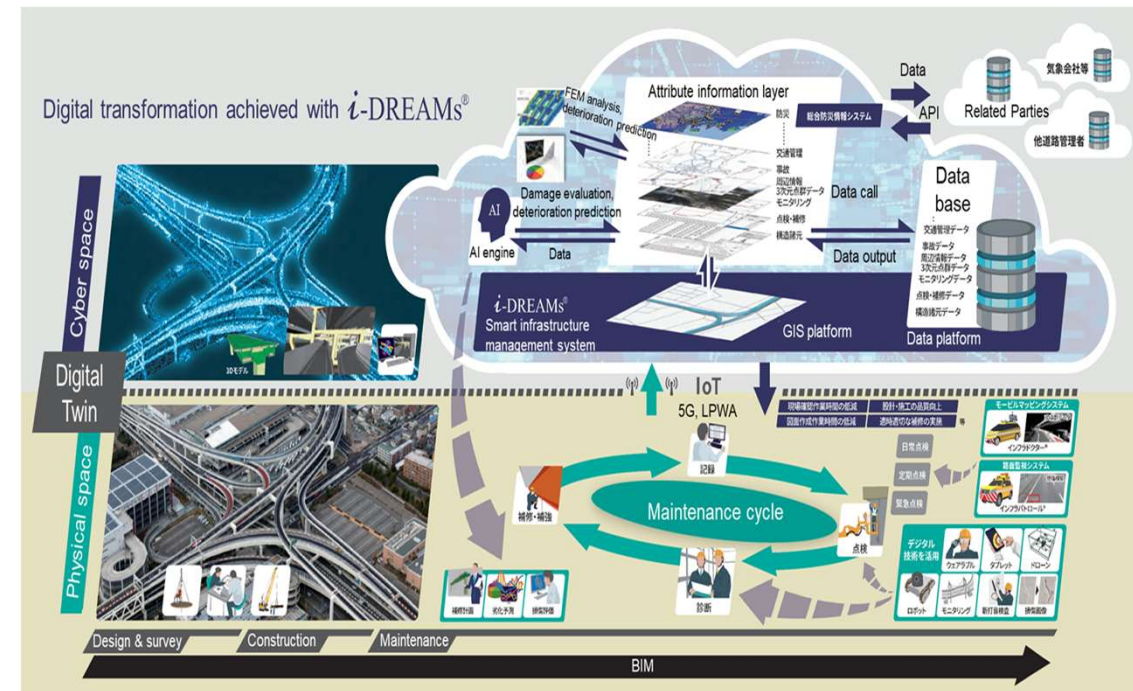 Digital transformation achieved with i-DREAMs®
Cyber space
Digital
Twin
Physical space
3Dモデル
FEM analysis,
deterioration prediction
Attribute information layer
防災
交通管理
事故
周辺情報
3次元点群データ
モニタリング
点検・補修
構造諸元
総合防災情報システム
Data
API
Related Parties
気象会社等
他道路管理者
AI
AI engine
Damage evaluation,
deterioration prediction
Data
Data call
Data output
Data
base
交通管理データ
事故データ
周辺情報データ
3次元点群データ
モニタリングデータ
点検・補修データ
構造諸元データ
Data platform
i-DREAMs®
Smart infrastructure
management system
GIS platform
IoT
5G, LPWA
現場確認作業時間の低減
設計・施工の品質向上
図面作成作業時間の低減
適時適切な補修の実施
等
Maintenance cycle
記録
点検
診断
補修・補強
補修計画
劣化予測
損傷評価
日常点検
定期点検
緊急点検
モービルマッピングシステム
インフラドクター®
路面監視システム
インフラパトロール®
デジタル
技術を活用
ウェアラブル
タブレット
ドローン
ロボット
モニタリング
新打音検査
損傷画像
Design & survey
Construction
Maintenance
BIM